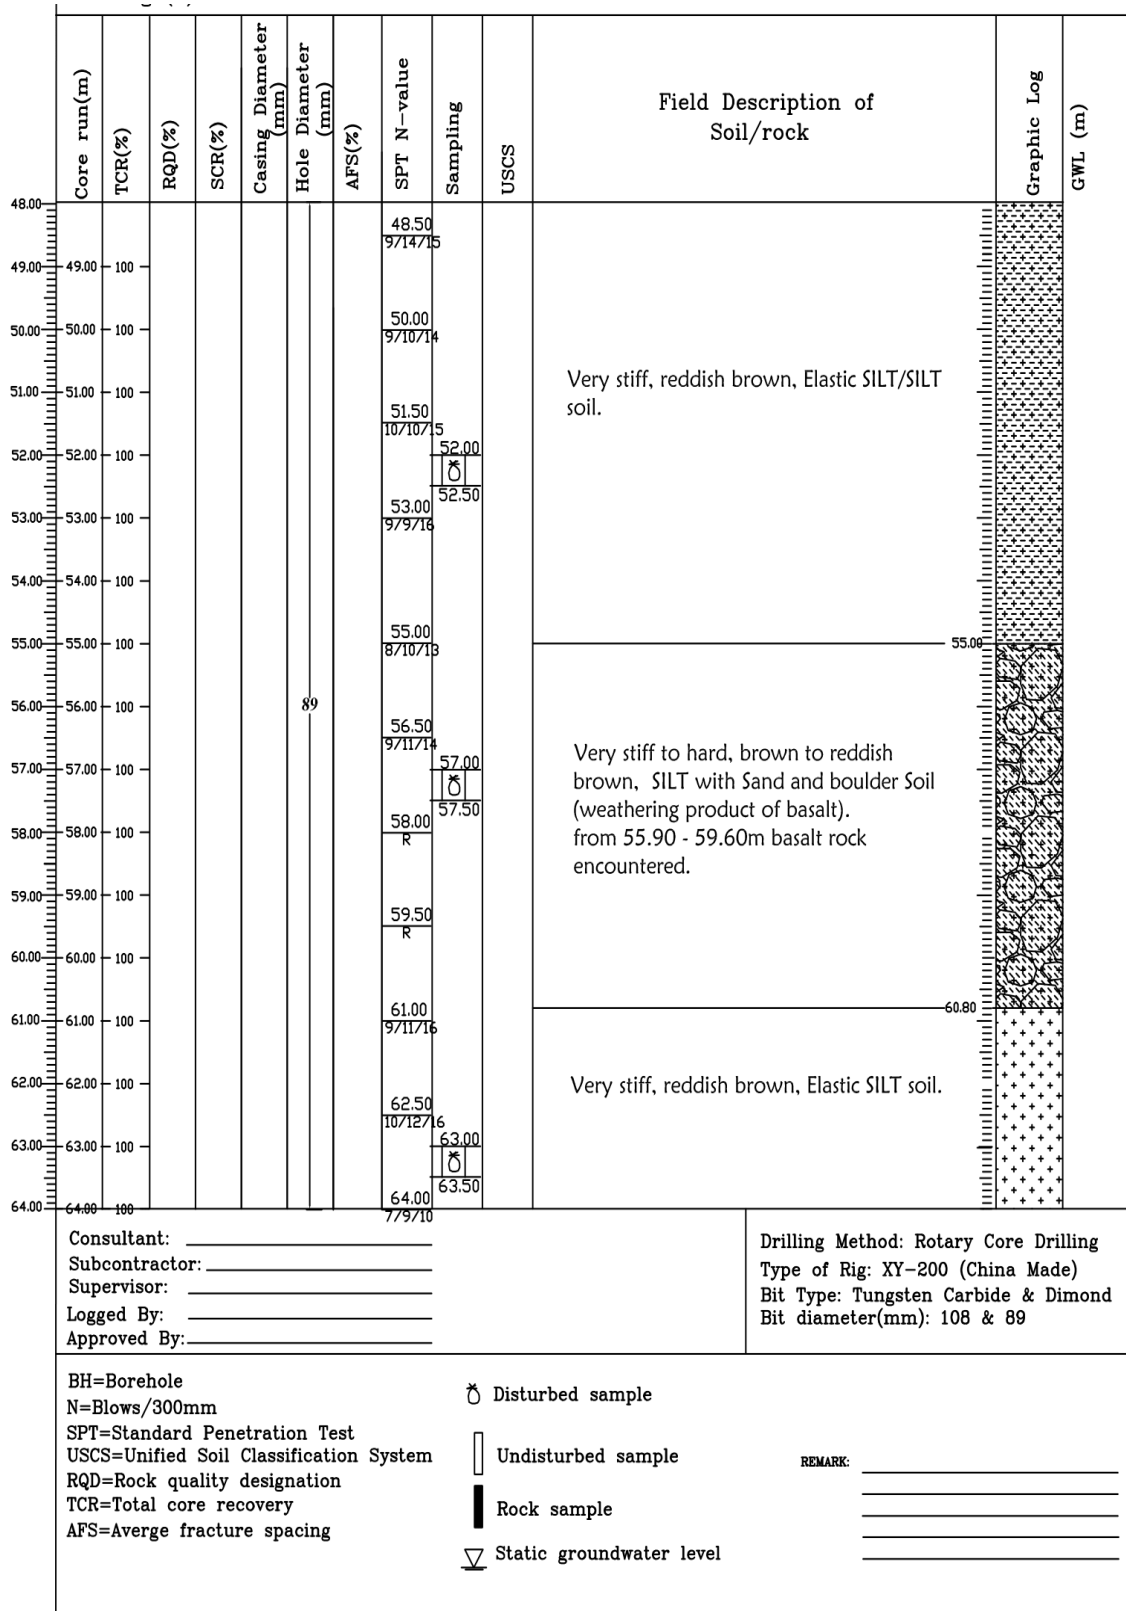 Core run(m)
TCR(%)
RQD(%)
SCR(%)
Casing Diameter
(mm)
Hole Diameter
(mm)
AFS(%)
SPT N-value
Sampling
USCS
Field Description of
Soil/rock
Graphic Log
GWL (m)
48.00
48.50
9/14/15
49.00 49.00 100
50.00
50.00 50.00 100
9/10/14
Very stiff, reddish brown, Elastic SILT/SILT
soil.
51.00 51.00 100
51.50
10/10/15
52.00
52.00 52.00 100
52.50
53.00
53.00 53.00 100
9/9/16
54.00 54.00 100
55.00
55.00 55.00 100
55.00
8/10/13
56.00 56.00 100
89
56.50
9/11/14
57.00
57.00 57.00 100
57.50
58.00
58.00 58.00 100
R
Very stiff to hard, brown to reddish
brown, SILT with Sand and boulder Soil
(weathering product of basalt).
from 55.90 - 59.60m basalt rock
encountered.
59.00 59.00 100
59.50
R
60.00 60.00 100
60.80
61.00
61.00 61.00 100
9/11/16
62.00 62.00 100
Very stiff, reddish brown, Elastic SILT soil.
62.50
10/12/16
63.00
63.00 63.00 100
63.50
64.00
64.00 64.00 100
7/9/10
Consultant:
Subcontractor:
Supervisor:
Logged By:
Approved By:
Drilling Method: Rotary Core Drilling
Type of Rig: XY-200 (China Made)
Bit Type: Tungsten Carbide & Dimond
Bit diameter(mm): 108 & 89
BH=Borehole
N=Blows/300mm
SPT=Standard Penetration Test
USCS=Unified Soil Classification System
RQD=Rock quality designation
TCR=Total core recovery
AFS=Averge fracture spacing
Disturbed sample
Undisturbed sample
Rock sample
Static groundwater level
REMARK: